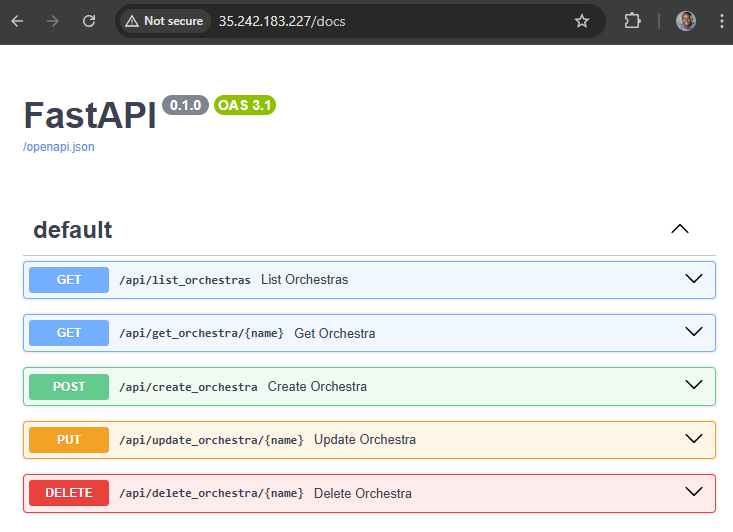 Not secure 35.242.183.227/docs
FastAPI 0.1.0 OAS 3.1
/openapi.json
default
GET /api/list_orchestras List Orchestras
GET /api/get_orchestra/{name} Get Orchestra
POST /api/create_orchestra Create Orchestra
PUT /api/update_orchestra/{name} Update Orchestra
DELETE /api/delete_orchestra/{name} Delete Orchestra